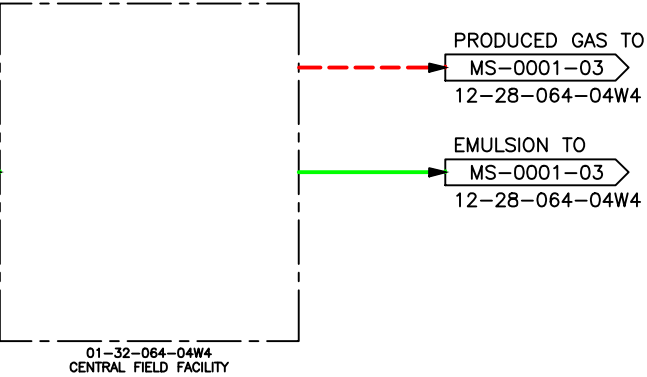 PRODUCED GAS TO
MS-0001-03
12-28-064-04W4
EMULSION TO
MS-0001-03
12-28-064-04W4
01-32-064-04W4
CENTRAL FIELD FACILITY